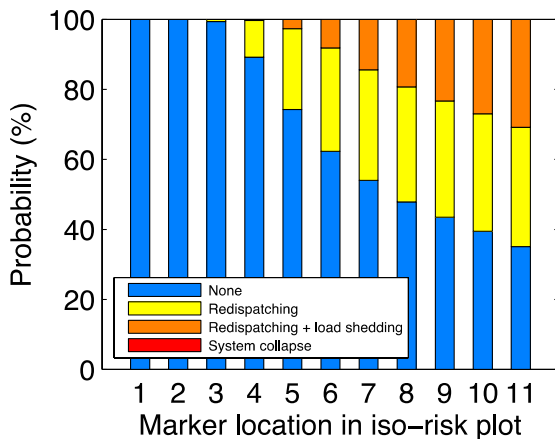 Probability (%)
100
80
60
40
20
0
None
Redispatching
Redispatching + load shedding
System collapse
1 2 3 4 5 6 7 8 9 10 11
Marker location in iso−risk plot